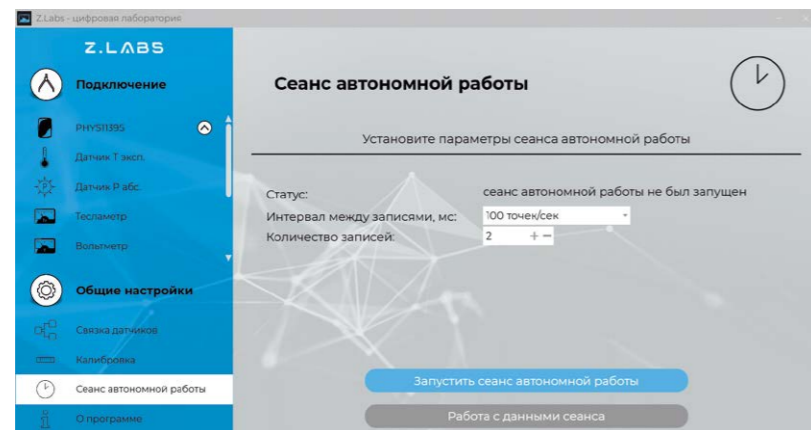 Z.Labs - цифровая лаборатория
Z.LABS
Подключение
PHYS11395
Датчик T эксп.
Датчик P абс.
Тесламетр
Вольтметр
Общие настройки
Связка датчиков
Калибровка
Сеанс автономной работы
О программе
Сеанс автономной работы
Установите параметры сеанса автономной работы
Статус: сеанс автономной работы не был запущен
Интервал между записями, мс: 100 точек/сек
Количество записей: 2 + −
Запустить сеанс автономной работы
Работа с данными сеанса